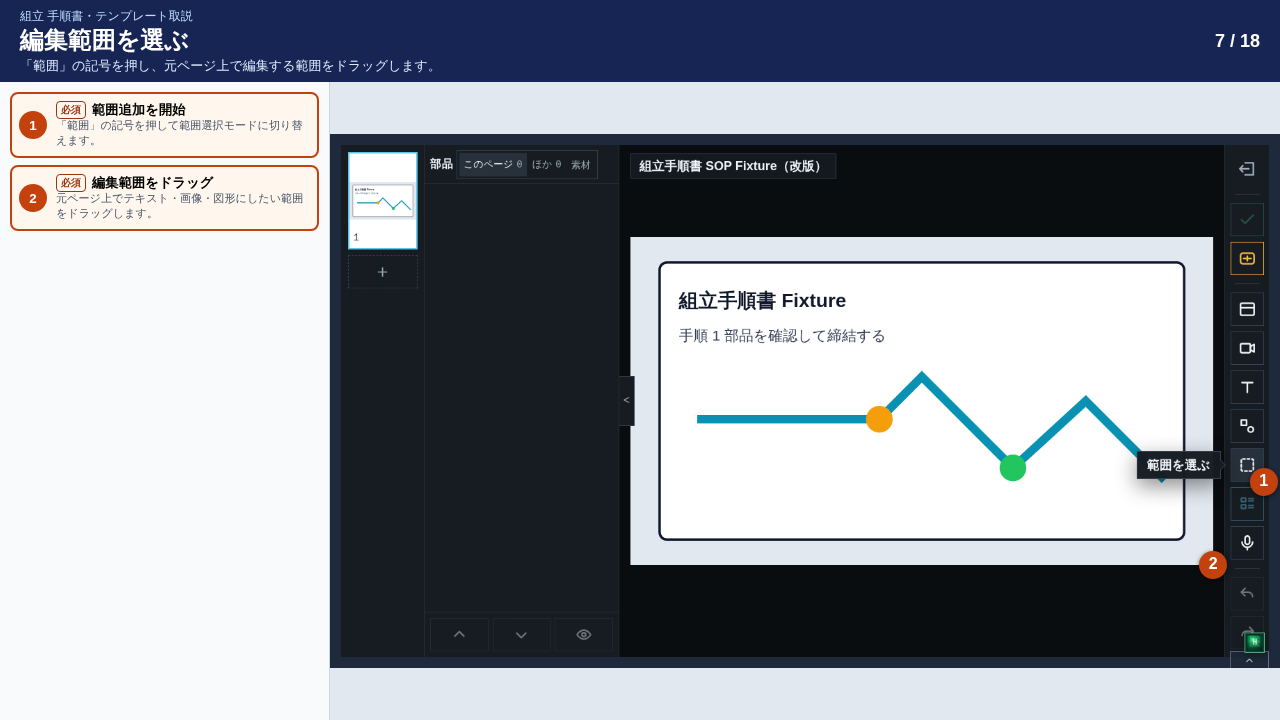 組立 手順書・テンプレート取説
編集範囲を選ぶ
「範囲」の記号を押し、元ページ上で編集する範囲をドラッグします。
7 / 18
1
必須 範囲追加を開始
「範囲」の記号を押して範囲選択モードに切り替
えます。
2
必須 編集範囲をドラッグ
元ページ上でテキスト・画像・図形にしたい範囲
をドラッグします。
1
+
部品 このページ 0 ほか 0 素材
<
組立手順書 SOP Fixture（改版）
組立手順書 Fixture
手順 1 部品を確認して締結する
範囲を選ぶ
1
2